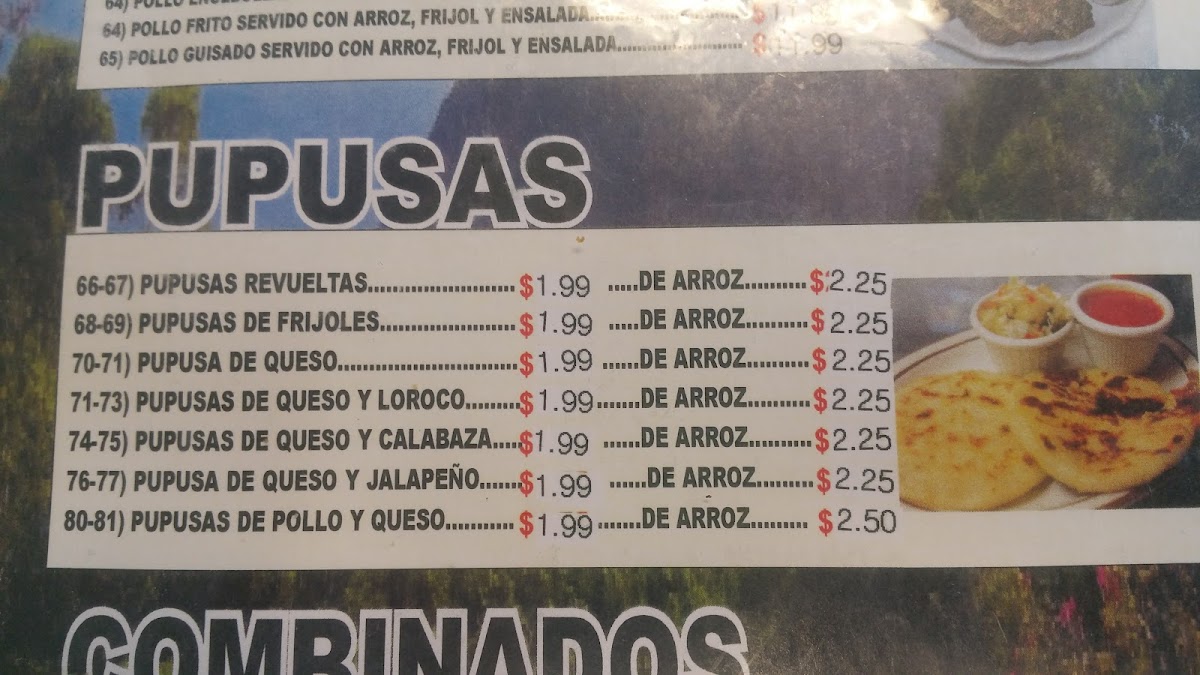 64) POLLO
64) POLLO FRITO SERVIDO CON ARROZ, FRIJOL Y ENSALADA..... $
65) POLLO GUISADO SERVIDO CON ARROZ, FRIJOL Y ENSALADA..... $11.99
PUPUSAS
66-67) PUPUSAS REVUELTAS..... $1.99 .....DE ARROZ.......... $2.25
68-69) PUPUSAS DE FRIJOLES..... $1.99 .....DE ARROZ.......... $2.25
70-71) PUPUSA DE QUESO..... $1.99 .....DE ARROZ.......... $2.25
71-73) PUPUSAS DE QUESO Y LOROCO......... $1.99 .......DE ARROZ.......... $2.25
74-75) PUPUSAS DE QUESO Y CALABAZA..... $1.99 ......DE ARROZ.......... $2.25
76-77) PUPUSA DE QUESO Y JALAPEÑO....... $1.99 ......DE ARROZ.......... $2.25
80-81) PUPUSAS DE POLLO Y QUESO............ $1.99 .......DE ARROZ.......... $2.50
COMBINADOS